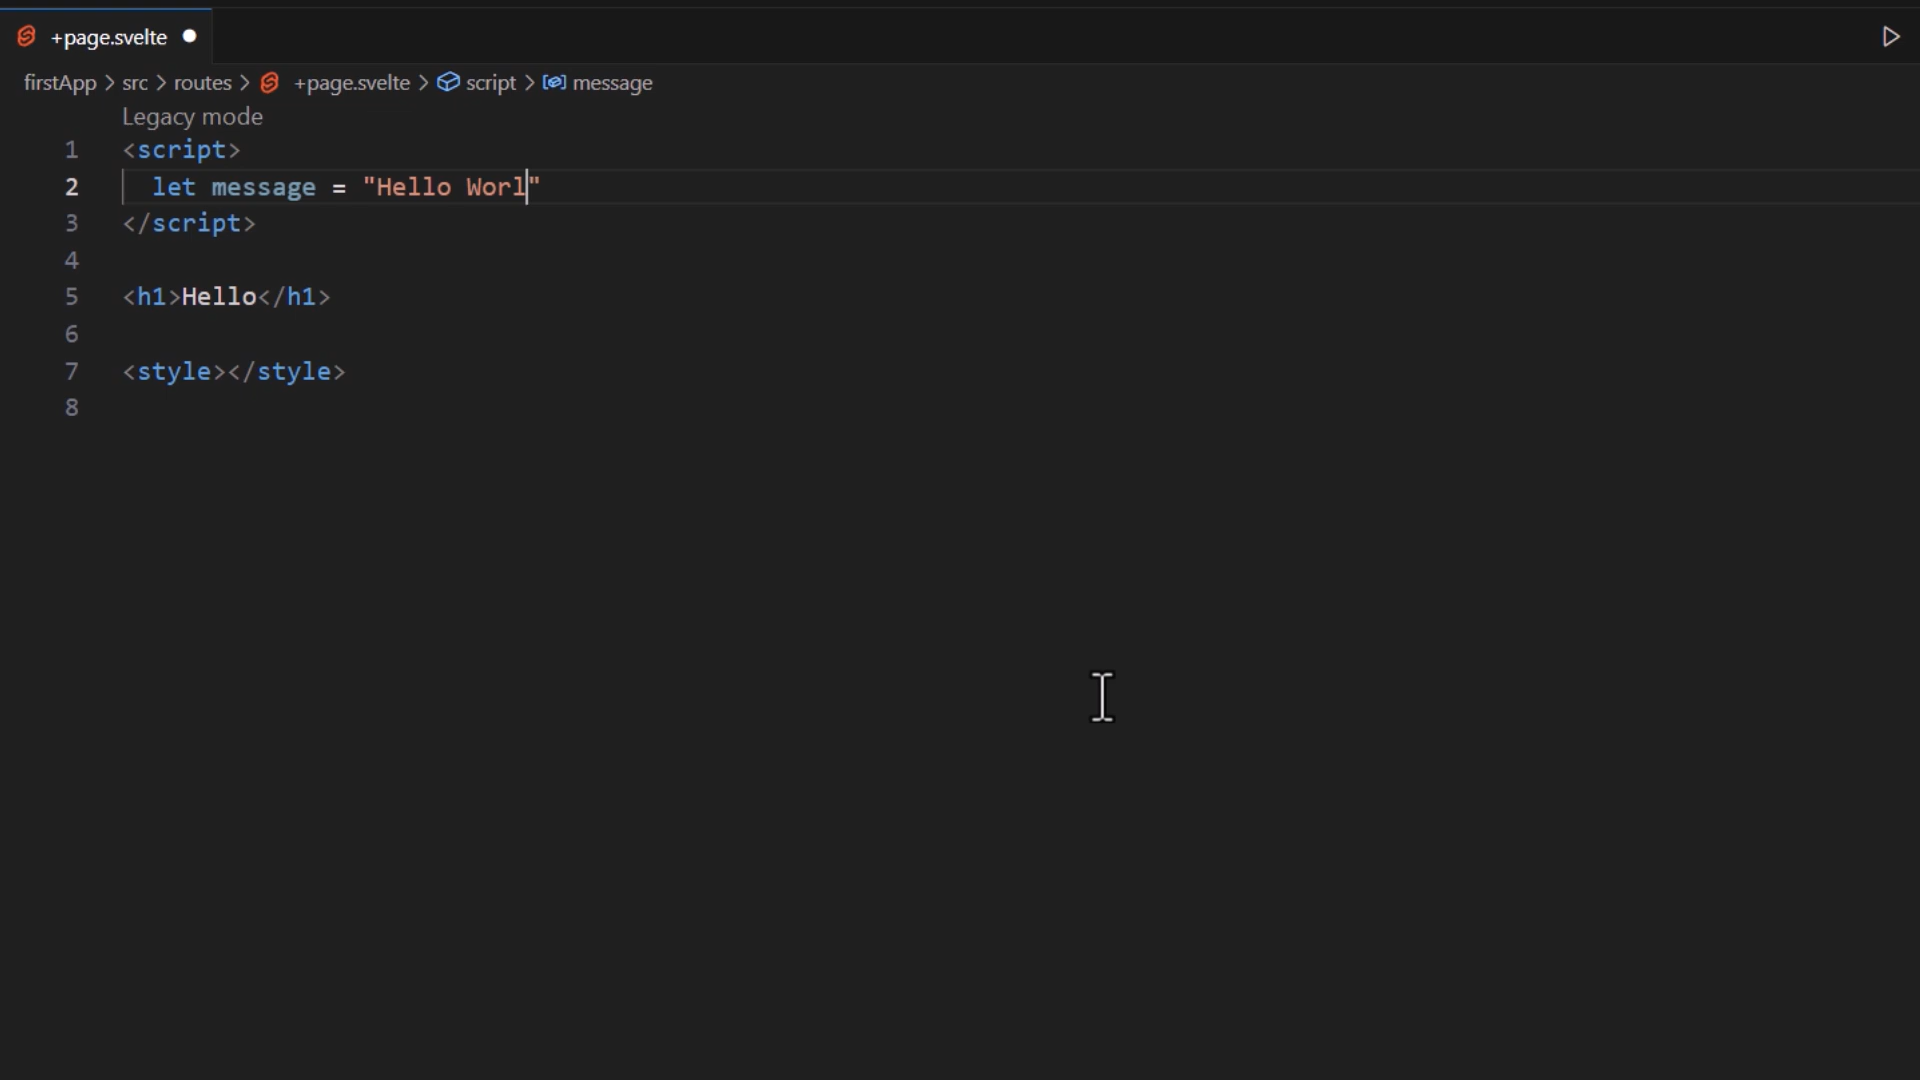 +page.svelte
firstApp > src > routes > +page.svelte > script > message
Legacy mode
1 <script>
2   let message = "Hello Worl"
3 </script>
4
5 <h1>Hello</h1>
6
7 <style></style>
8